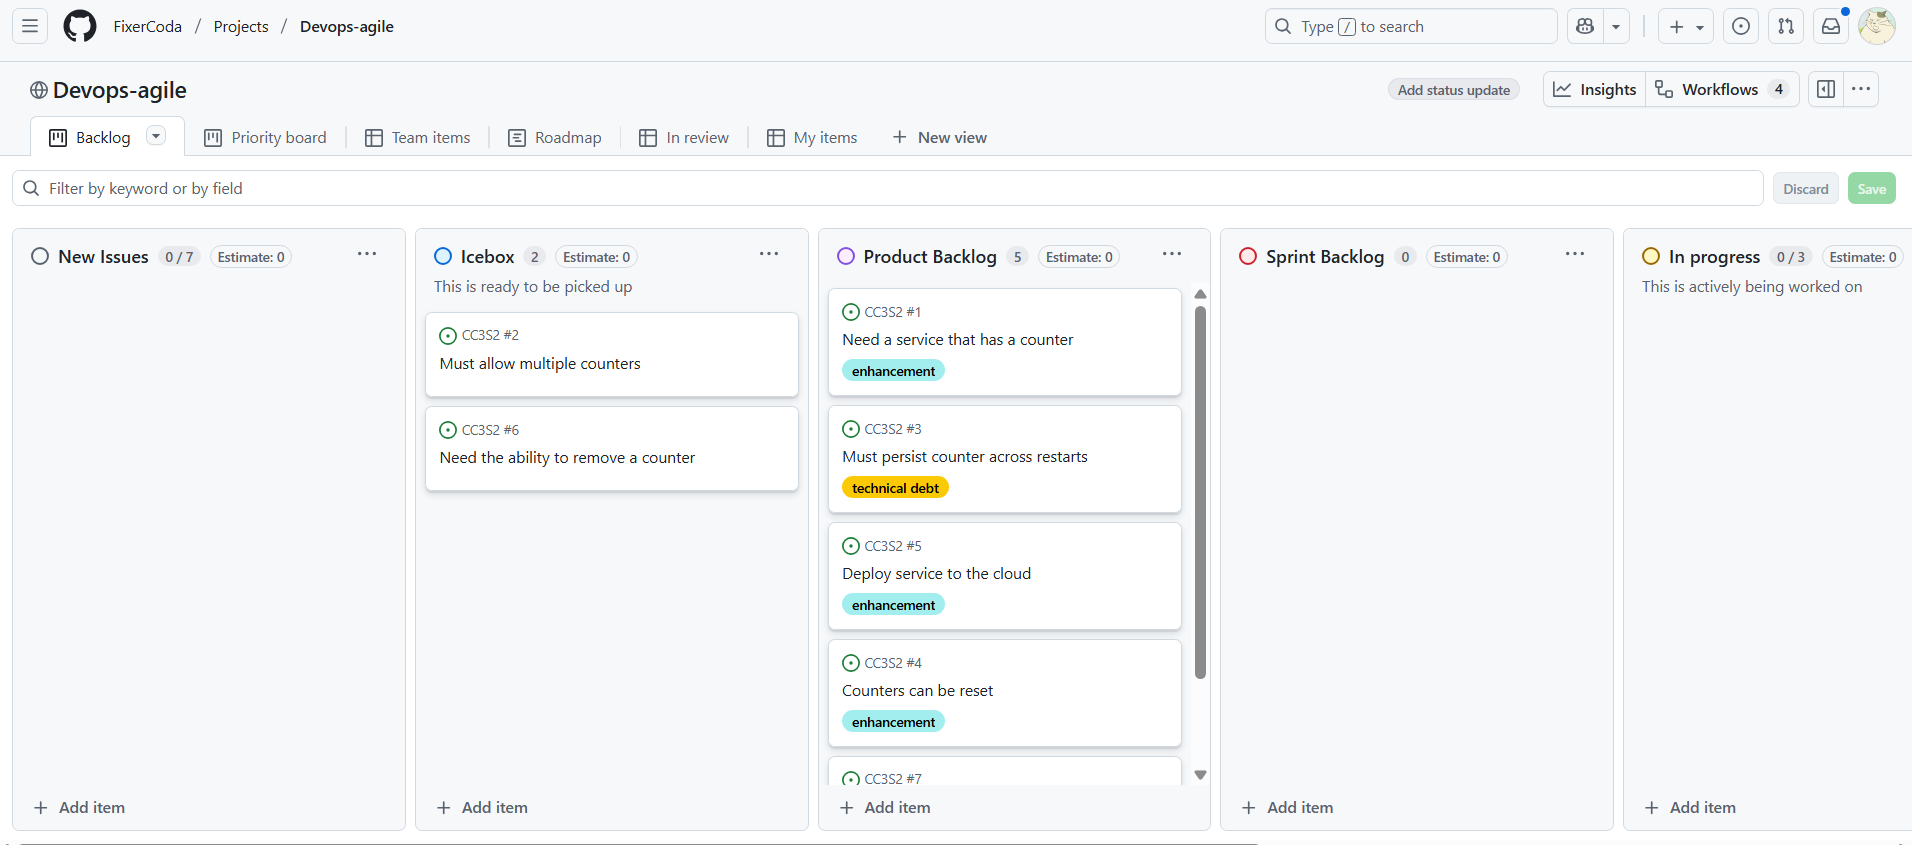 FixerCoda / Projects / Devops-agile
Type / to search
Devops-agile
Add status update
Insights
Workflows 4
Backlog
Priority board
Team items
Roadmap
In review
My items
New view
Filter by keyword or by field
Discard
Save
New Issues 0 / 7 Estimate: 0
Add item
Icebox 2 Estimate: 0
This is ready to be picked up
CC3S2 #2
Must allow multiple counters
CC3S2 #6
Need the ability to remove a counter
Add item
Product Backlog 5 Estimate: 0
CC3S2 #1
Need a service that has a counter
enhancement
CC3S2 #3
Must persist counter across restarts
technical debt
CC3S2 #5
Deploy service to the cloud
enhancement
CC3S2 #4
Counters can be reset
enhancement
CC3S2 #7
Add item
Sprint Backlog 0 Estimate: 0
Add item
In progress 0 / 3 Estimate: 0
This is actively being worked on
Add item